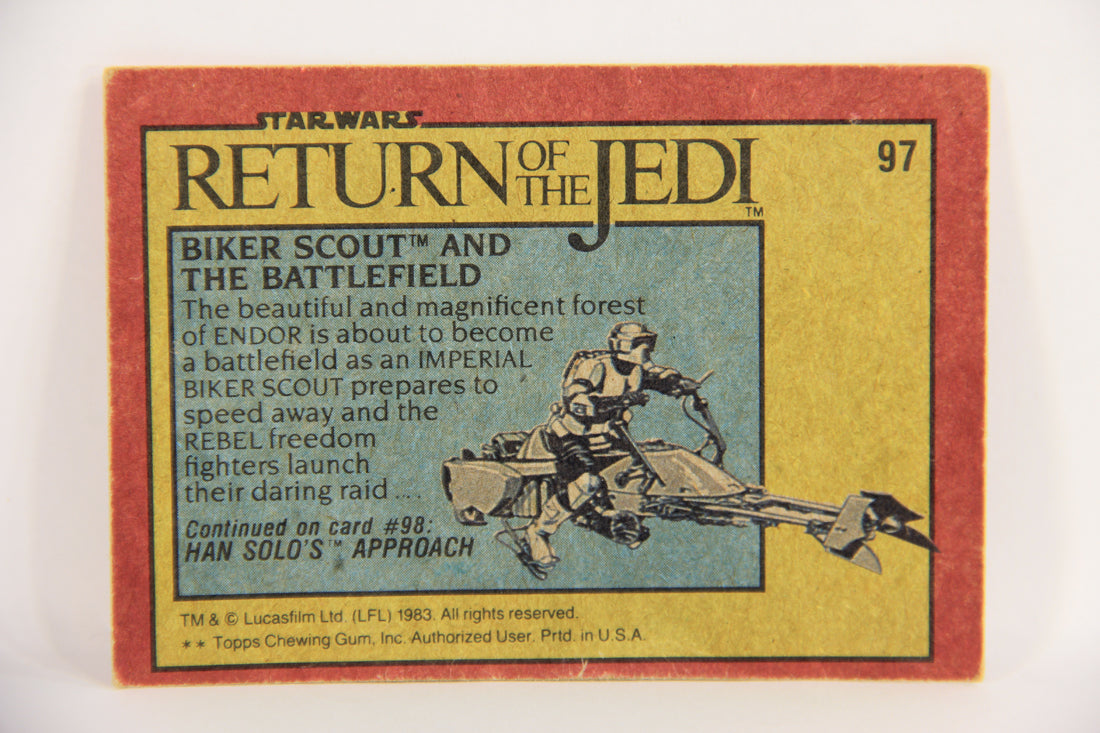 STAR WARS
RETURN OF THE JEDI™
97
BIKER SCOUT™ AND
THE BATTLEFIELD
The beautiful and magnificent forest
of ENDOR is about to become
a battlefield as an IMPERIAL
BIKER SCOUT prepares to
speed away and the
REBEL freedom
fighters launch
their daring raid ....
Continued on card #98:
HAN SOLO'S™ APPROACH
TM & © Lucasfilm Ltd. (LFL) 1983. All rights reserved.
** Topps Chewing Gum, Inc. Authorized User. Prtd. in U.S.A.